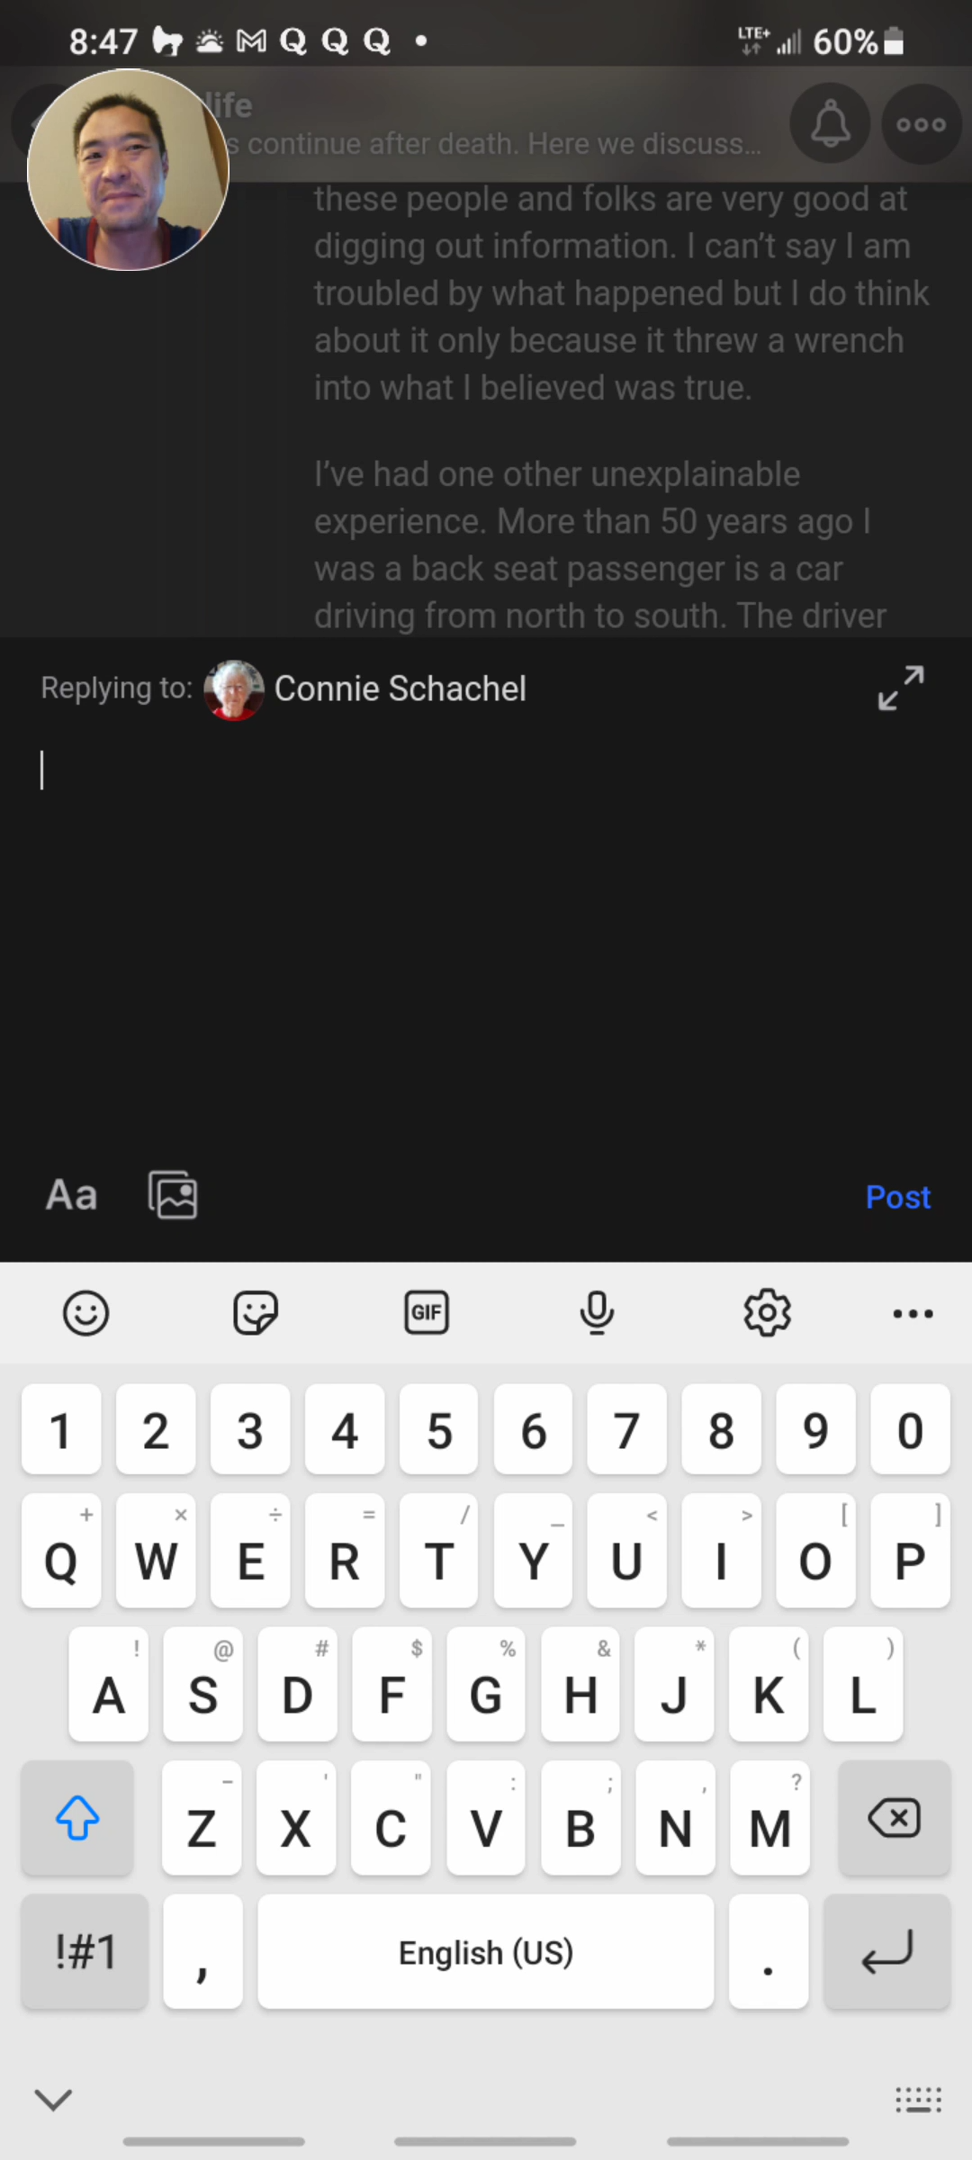 8:47 M Q Q Q • LTE+ 60%
life
s continue after death. Here we discuss...
these people and folks are very good at
digging out information. I can't say I am
troubled by what happened but I do think
about it only because it threw a wrench
into what I believed was true.
I've had one other unexplainable
experience. More than 50 years ago I
was a back seat passenger is a car
driving from north to south. The driver
Replying to: Connie Schachel
Aa Post
GIF
1 2 3 4 5 6 7 8 9 0
+ × ÷ = / _ < > [ ]
Q W E R T Y U I O P
! @ # $ % & * ( )
A S D F G H J K L
- ' " : ; , ?
Z X C V B N M
!#1 , English (US) .